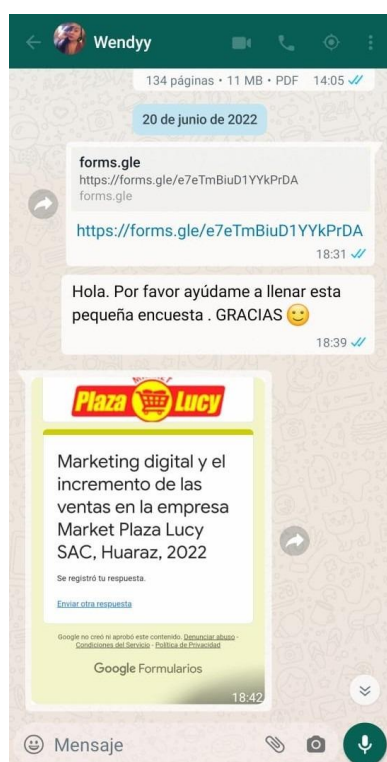 Wendyy
134 páginas • 11 MB • PDF 14:05
20 de junio de 2022
forms.gle
https://forms.gle/e7eTmBiuD1YYkPrDA
forms.gle
https://forms.gle/e7eTmBiuD1YYkPrDA
18:31
Hola. Por favor ayúdame a llenar esta
pequeña encuesta . GRACIAS 🙂
18:39
Plaza Lucy
Marketing digital y el
incremento de las
ventas en la empresa
Market Plaza Lucy
SAC, Huaraz, 2022
Se registró tu respuesta.
Enviar otra respuesta
Google no creó ni aprobó este contenido. Denunciar abuso -
Condiciones del Servicio - Política de Privacidad
Google Formularios
18:42
Mensaje